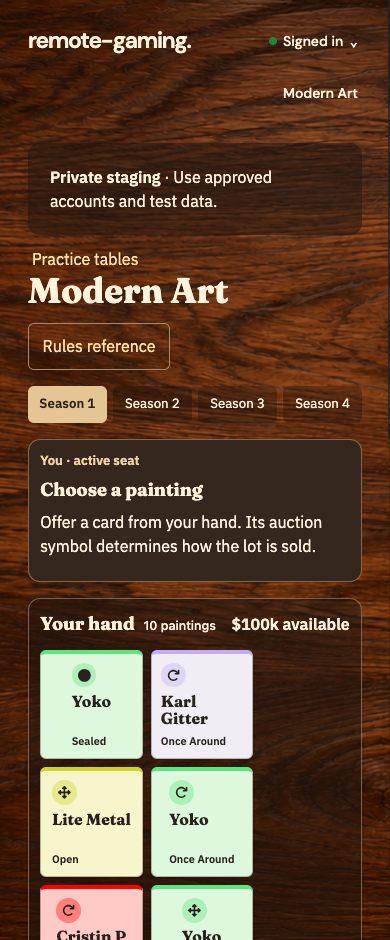 remote-gaming.
Signed in
Modern Art
Private staging · Use approved
accounts and test data.
Practice tables
Modern Art
Rules reference
Season 1
Season 2
Season 3
Season 4
You · active seat
Choose a painting
Offer a card from your hand. Its auction
symbol determines how the lot is sold.
Your hand 10 paintings $100k available
Yoko
Sealed
Karl
Gitter
Once Around
Lite Metal
Open
Yoko
Once Around
Cristin P
Yoko